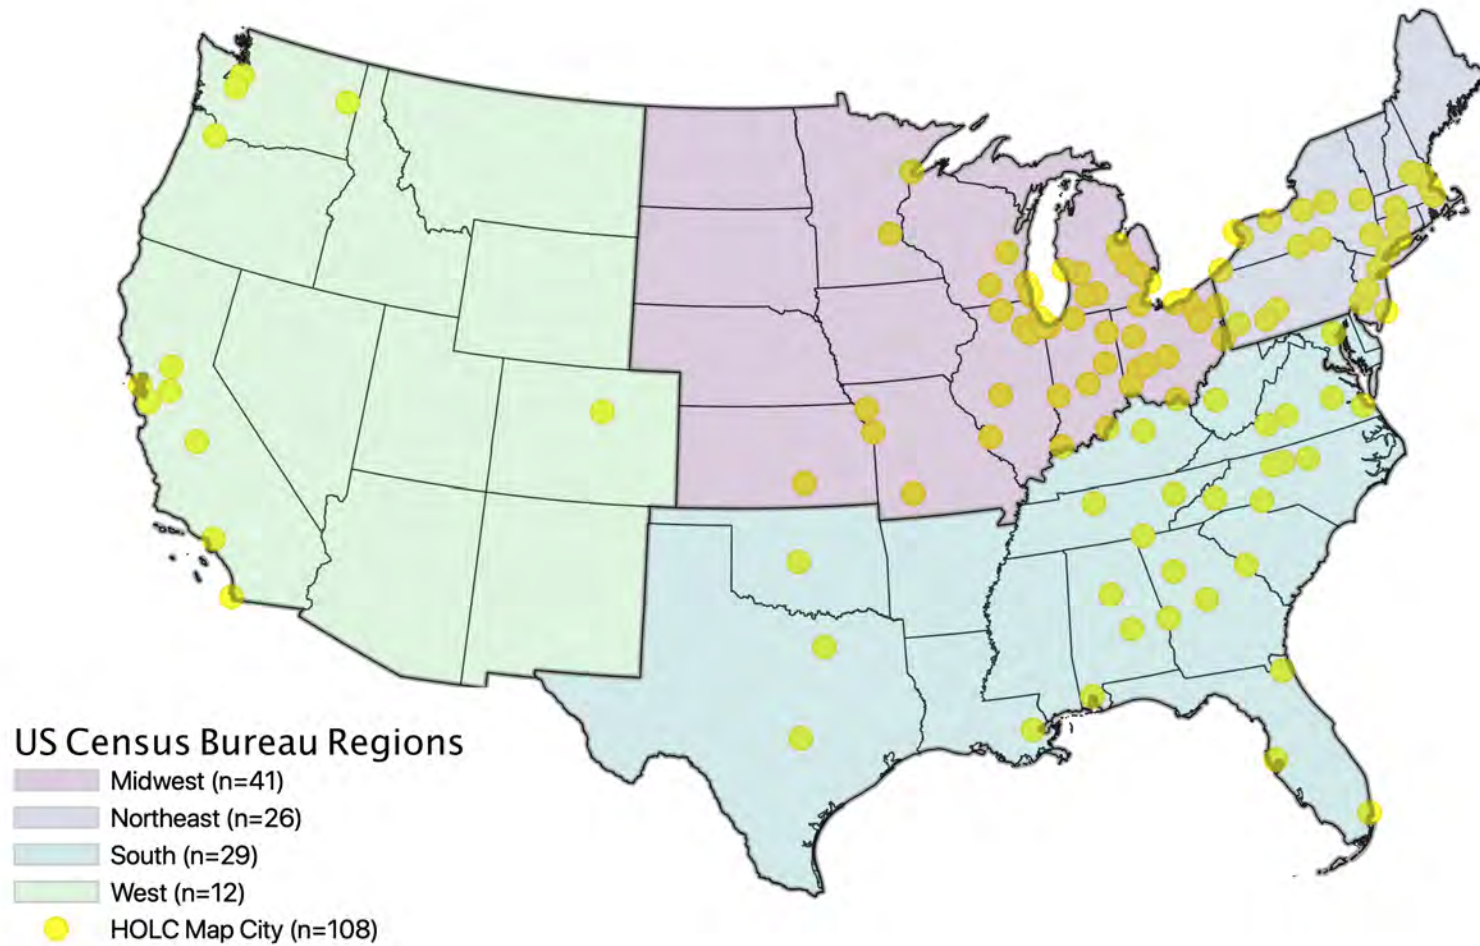 US Census Bureau Regions
Midwest (n=41)
Northeast (n=26)
South (n=29)
West (n=12)
HOLC Map City (n=108)